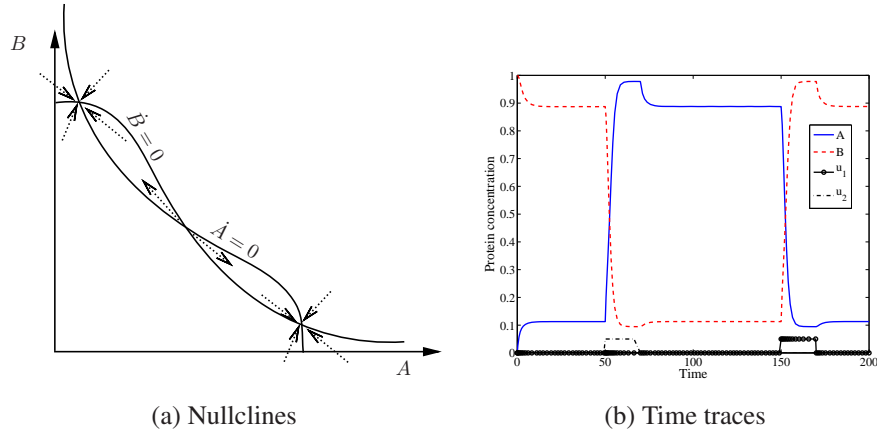 B
Ḃ = 0
Ȧ = 0
A
(a) Nullclines
Protein concentration
1
0.9
0.8
0.7
0.6
0.5
0.4
0.3
0.2
0.1
0
0 50 100 150 200
Time
A
B
u₁
u₂
(b) Time traces